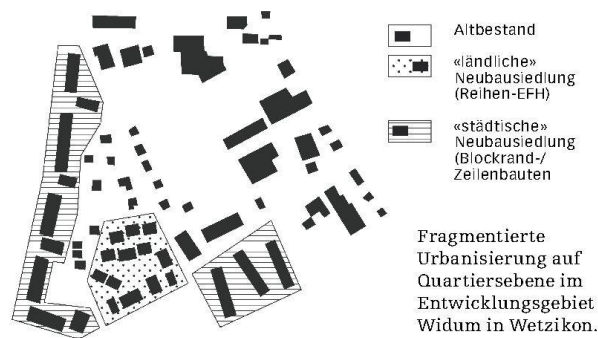 Altbestand
«ländliche»
Neubausiedlung
(Reihen-EFH)
«städtische»
Neubausiedlung
(Blockrand-/
Zeilenbauten
Fragmentierte
Urbanisierung auf
Quartiersebene im
Entwicklungsgebiet
Widum in Wetzikon.